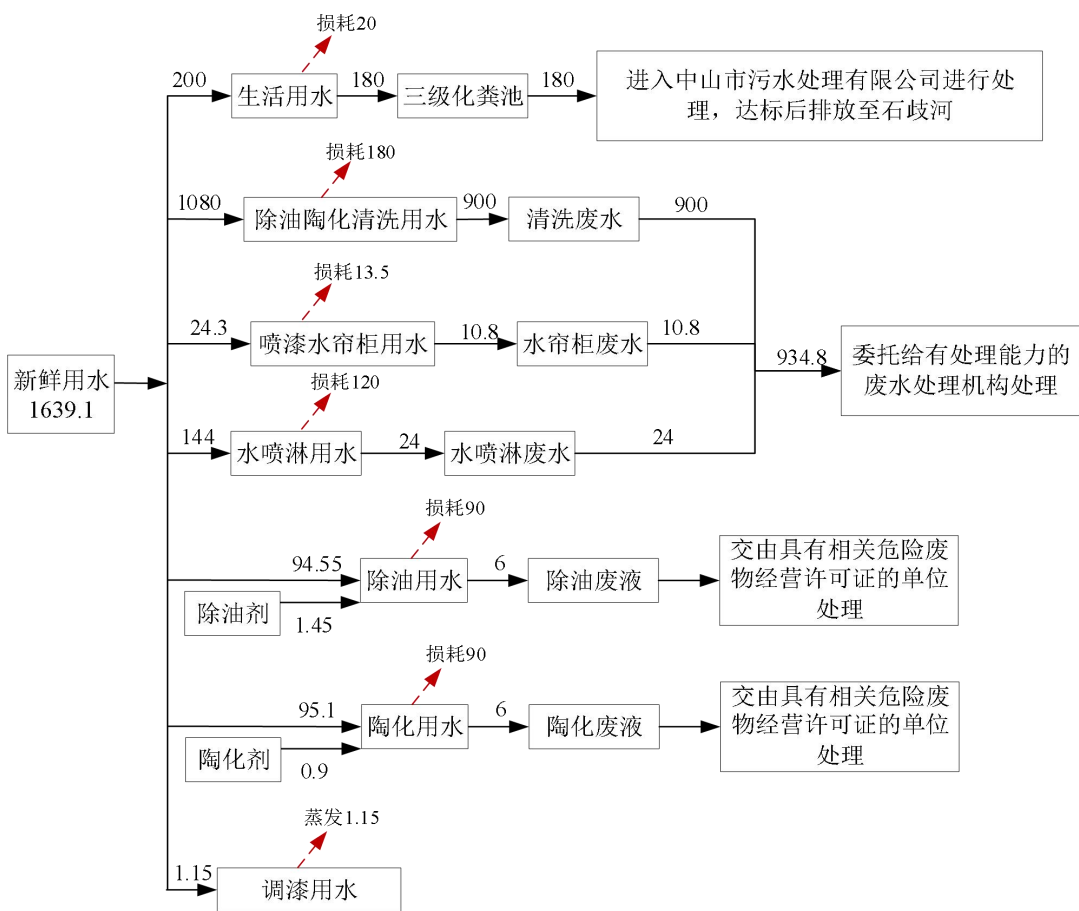 损耗20
200
生活用水
180
三级化粪池
180
进入中山市污水处理有限公司进行处
理，达标后排放至石歧河
损耗180
1080
除油陶化清洗用水
900
清洗废水
900
损耗13.5
24.3
喷漆水帘柜用水
10.8
水帘柜废水
10.8
新鲜用水
1639.1
934.8
委托给有处理能力的
废水处理机构处理
损耗120
144
水喷淋用水
24
水喷淋废水
24
损耗90
94.55
除油用水
6
除油废液
交由具有相关危险废
物经营许可证的单位
处理
除油剂
1.45
损耗90
95.1
陶化用水
6
陶化废液
交由具有相关危险废
物经营许可证的单位
处理
陶化剂
0.9
蒸发1.15
1.15
调漆用水